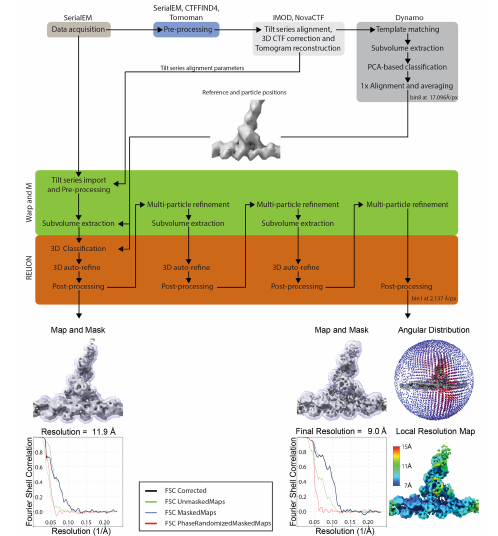 SerialEM
SerialEM, CTFFIND4,
Tomoman
IMOD, NovaCTF
Dynamo
Data acquisition
Pre-processing
Tilt series alignment,
3D CTF correction and
Tomogram reconstruction
Template matching
Subvolume extraction
PCA-based classification
1x Alignment and averaging
bin8 at 17.096Å/px
Tilt series alignment parameters
Reference and particle positions
Warp and M
Tilt series import
and Pre-processing
Multi-particle refinement
Multi-particle refinement
Multi-particle refinement
Subvolume extraction
Subvolume extraction
Subvolume extraction
RELION
3D Classification
3D auto-refine
3D auto-refine
3D auto-refine
Post-processing
Post-processing
Post-processing
Post-processing
bin1 at 2.137 Å/px
Map and Mask
Map and Mask
Angular Distribution
Resolution = 11.9 Å
Final Resolution = 9.0 Å
Local Resolution Map
Fourier Shell Correlation
0.8
0.6
0.4
0.2
0.0
0.05 0.10 0.15 0.20
Resolution (1/Å)
FSC Corrected
FSC UnmaskedMaps
FSC MaskedMaps
FSC PhaseRandomizedMaskedMaps
Fourier Shell Correlation
0.8
0.6
0.4
0.2
0.0
0.05 0.10 0.15 0.20
Resolution (1/Å)
15Å
11Å
7Å